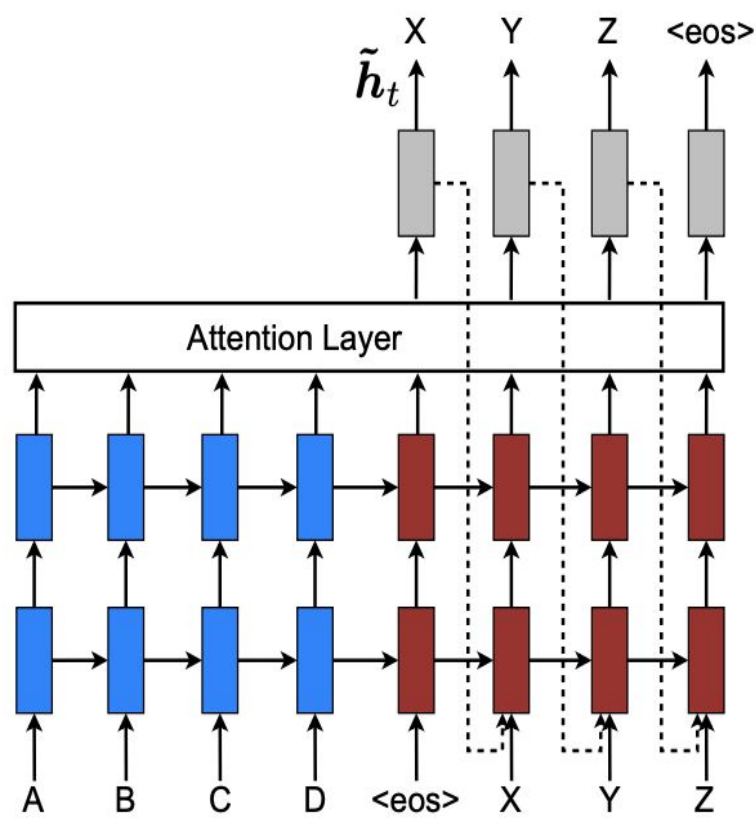 X Y Z <eos>
h̃t
Attention Layer
A B C D <eos> X Y Z